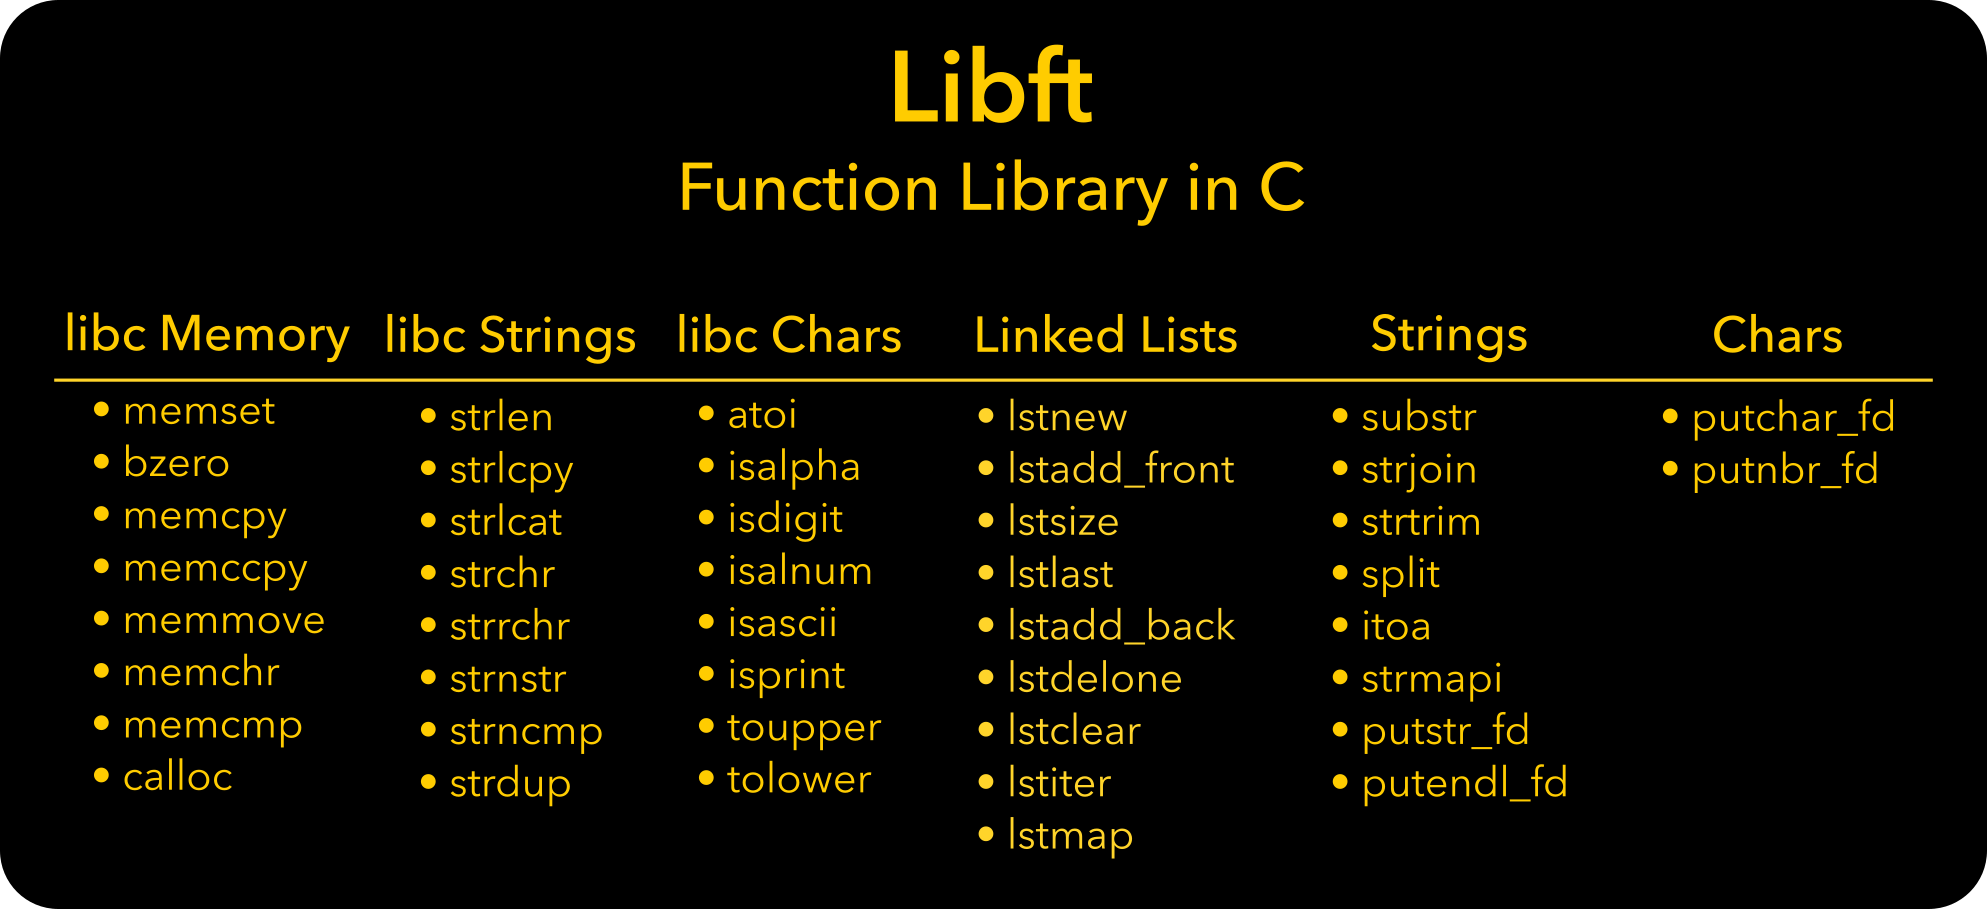 Libft
Function Library in C
libc Memory
• memset
• bzero
• memcpy
• memccpy
• memmove
• memchr
• memcmp
• calloc
libc Strings
• strlen
• strlcpy
• strlcat
• strchr
• strrchr
• strnstr
• strncmp
• strdup
libc Chars
• atoi
• isalpha
• isdigit
• isalnum
• isascii
• isprint
• toupper
• tolower
Linked Lists
• lstnew
• lstadd_front
• lstsize
• lstlast
• lstadd_back
• lstdelone
• lstclear
• lstiter
• lstmap
Strings
• substr
• strjoin
• strtrim
• split
• itoa
• strmapi
• putstr_fd
• putendl_fd
Chars
• putchar_fd
• putnbr_fd